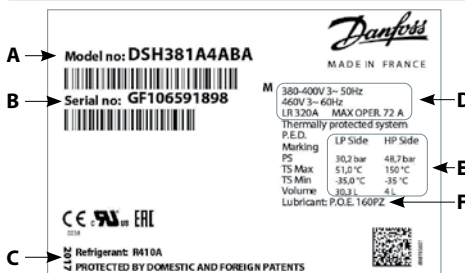 Danfoss
MADE IN FRANCE
A Model no: DSH381A4ABA
B Serial no: GF106591898
M
380-400V 3~ 50Hz
460V 3~ 60Hz
LR 320A MAX OPER. 72 A
D
Thermally protected system
P.E.D.
Marking LP Side HP Side
PS 30,2 bar 48,7 bar
TS Max 51,0 °C 150 °C
TS Min -35,0 °C -35 °C
Volume 30,3 L 4 L
E
Lubricant: P.O.E. 160PZ
F
CE UL us EAC
C 2017
Refrigerant: R410A
PROTECTED BY DOMESTIC AND FOREIGN PATENTS